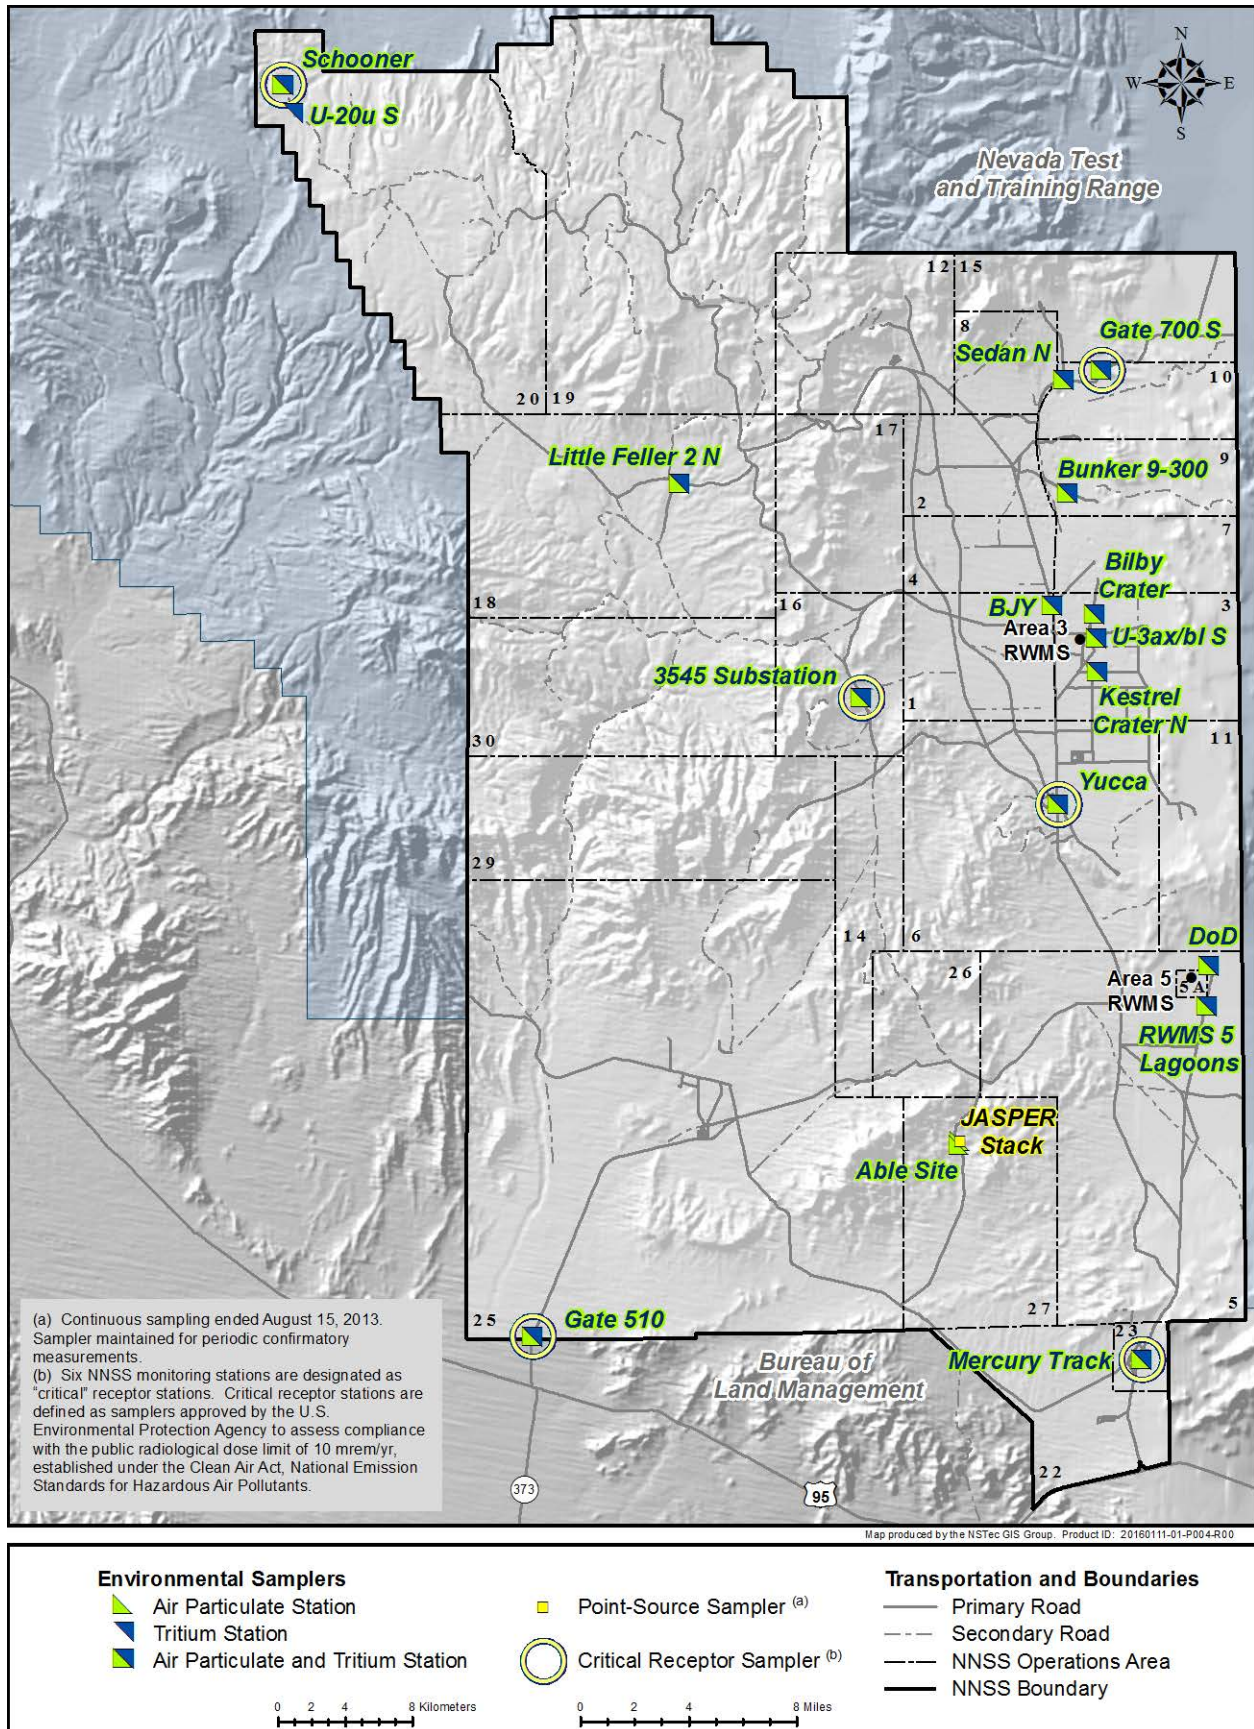 Schooner
U-20u S
N
W
E
S
Nevada Test
and Training Range
12 15
8
Gate 700 S
Sedan N
10
20 19
17
Little Feller 2 N
9
Bunker 9-300
2
7
Bilby
Crater
4
18
16
3
BJY
Area 3
RWMS
U-3ax/bl S
3545 Substation
1
Kestrel
Crater N
30
11
Yucca
29
14
6
DoD
26
Area 5
RWMS
5 A
RWMS 5
Lagoons
JASPER
Stack
Able Site
25
Gate 510
27
5
23
Bureau of
Land Management
Mercury Track
22
373
95
(a) Continuous sampling ended August 15, 2013.
Sampler maintained for periodic confirmatory
measurements.
(b) Six NNSS monitoring stations are designated as
"critical" receptor stations. Critical receptor stations are
defined as samplers approved by the U.S.
Environmental Protection Agency to assess compliance
with the public radiological dose limit of 10 mrem/yr,
established under the Clean Air Act, National Emission
Standards for Hazardous Air Pollutants.
Map produced by the NSTec GIS Group. Product ID: 20160111-01-P004-R00
Environmental Samplers
Air Particulate Station
Tritium Station
Air Particulate and Tritium Station
Point-Source Sampler (a)
Critical Receptor Sampler (b)
Transportation and Boundaries
Primary Road
Secondary Road
NNSS Operations Area
NNSS Boundary
0 2 4 8 Kilometers
0 2 4 8 Miles